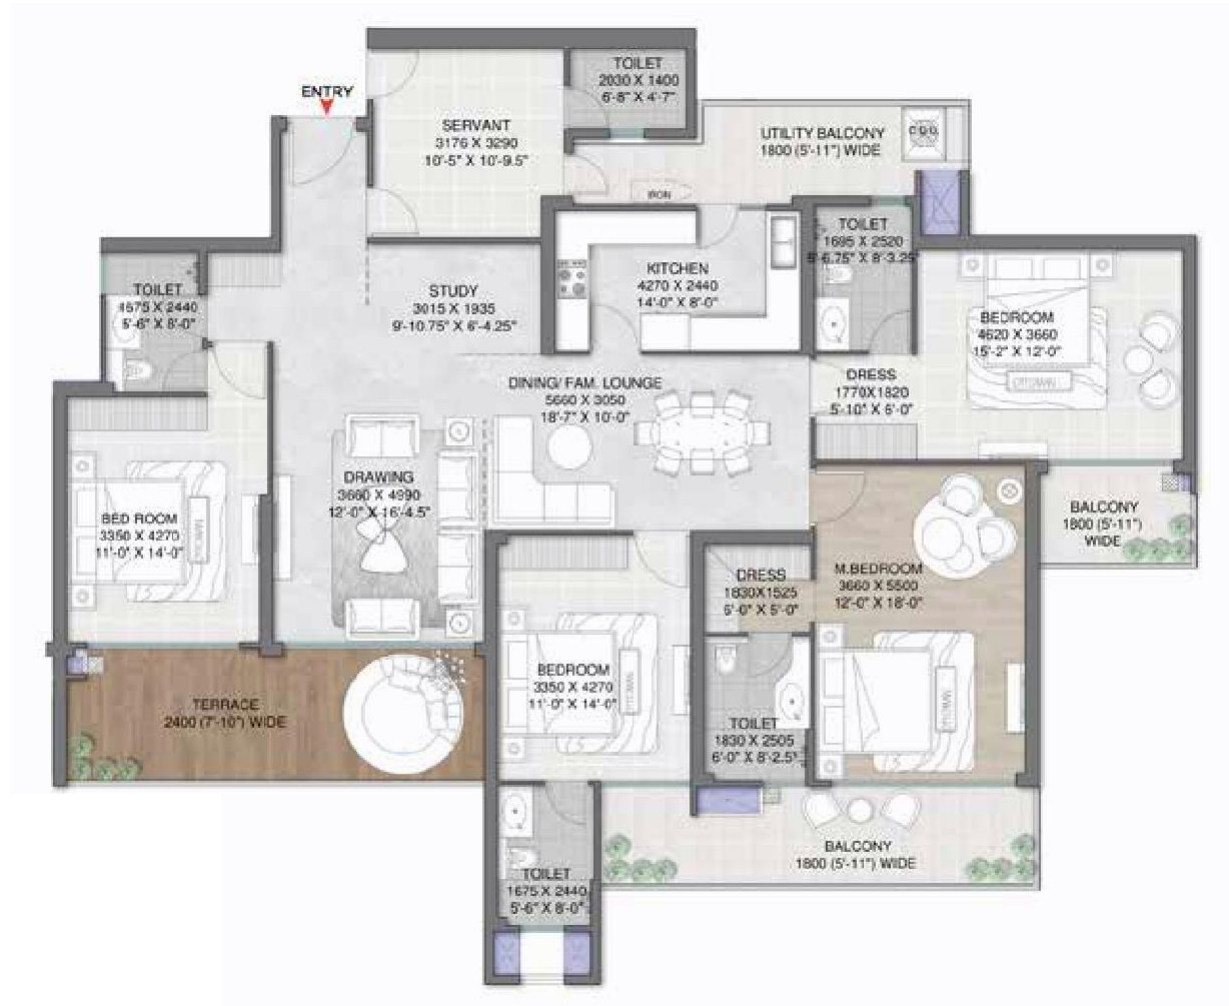 ENTRY
TOILET
2030 X 1400
6'-8" X 4'-7"
SERVANT
3176 X 3290
10'-5" X 10'-9.5"
UTILITY BALCONY
1800 (5'-11") WIDE
IRON
TOILET
1695 X 2520
5'-6.75" X 8'-3.25"
TOILET
1675 X 2440
5'-6" X 8'-0"
STUDY
3015 X 1935
9'-10.75" X 6'-4.25"
KITCHEN
4270 X 2440
14'-0" X 8'-0"
BEDROOM
4620 X 3660
15'-2" X 12'-0"
OTTOMAN
DRESS
1770X1820
5'-10" X 6'-0"
DINING/ FAM. LOUNGE
5660 X 3050
18'-7" X 10'-0"
DRAWING
3660 X 4990
12'-0" X 16'-4.5"
BED ROOM
3350 X 4270
11'-0" X 14'-0"
BALCONY
1800 (5'-11")
WIDE
DRESS
1830X1525
6'-0" X 5'-0"
M.BEDROOM
3660 X 5500
12'-0" X 18'-0"
BEDROOM
3350 X 4270
11'-0" X 14'-0"
TERRACE
2400 (7'-10") WIDE
TOILET
1830 X 2505
6'-0" X 8'-2.5"
BALCONY
1800 (5'-11") WIDE
TOILET
1675 X 2440
5'-6" X 8'-0"